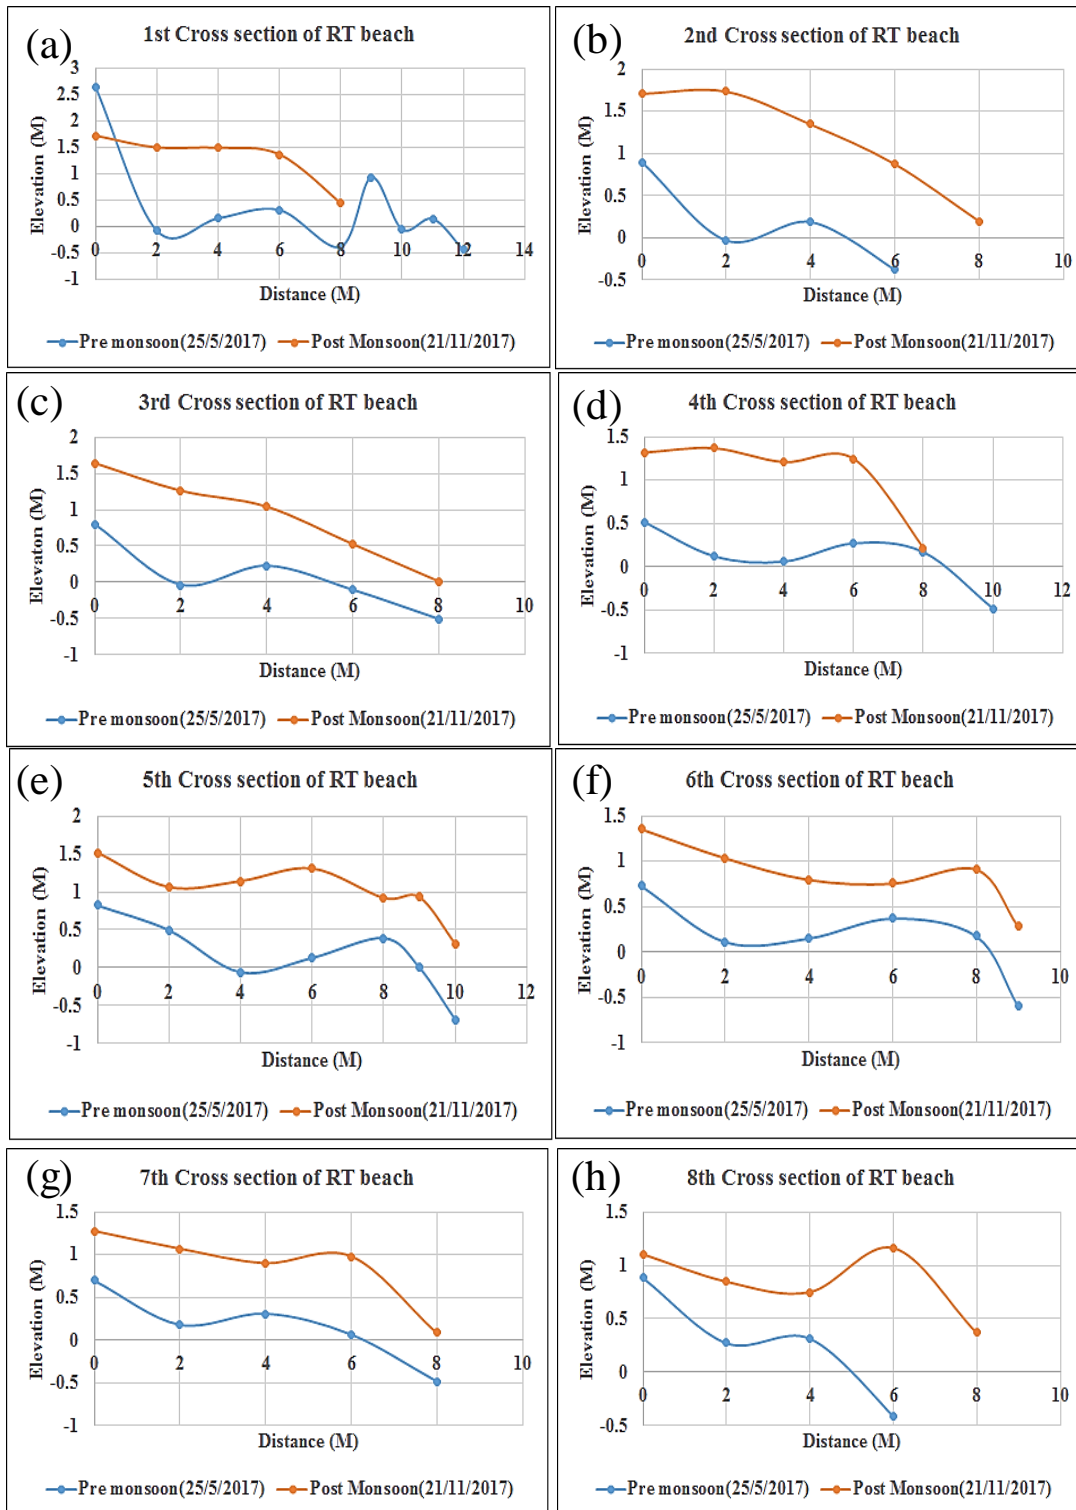 (a)
1st Cross section of RT beach
3
2.5
2
1.5
1
0.5
0
-0.5
-1
Elevation (M)
0 2 4 6 8 10 12 14
Distance (M)
Pre monsoon(25/5/2017) Post Monsoon(21/11/2017)
(b)
2nd Cross section of RT beach
2
1.5
1
0.5
0
-0.5
Elevation (M)
0 2 4 6 8 10
Distance (M)
Pre monsoon(25/5/2017) Post Monsoon(21/11/2017)
(c)
3rd Cross section of RT beach
2
1.5
1
0.5
0
-0.5
-1
Elevaton (M)
0 2 4 6 8 10
Distance (M)
Pre monsoon(25/5/2017) Post Monsoon(21/11/2017)
(d)
4th Cross section of RT beach
1.5
1
0.5
0
-0.5
-1
Elevation (M)
0 2 4 6 8 10 12
Distance (M)
Pre monsoon(25/5/2017) Post Monsoon(21/11/2017)
(e)
5th Cross section of RT beach
2
1.5
1
0.5
0
-0.5
-1
Elevation (M)
0 2 4 6 8 10 12
Distance (M)
Pre monsoon(25/5/2017) Post Monsoon(21/11/2017)
(f)
6th Cross section of RT beach
1.5
1
0.5
0
-0.5
-1
Elevation (M)
0 2 4 6 8 10
Distance (M)
Pre monsoon(25/5/2017) Post Monsoon(21/11/2017)
(g)
7th Cross section of RT beach
1.5
1
0.5
0
-0.5
-1
Elevation (M)
0 2 4 6 8 10
Distance (M)
Pre monsoon(25/5/2017) Post Monsoon(21/11/2017)
(h)
8th Cross section of RT beach
1.5
1
0.5
0
-0.5
Elevation (M)
0 2 4 6 8 10
Distance (M)
Pre monsoon(25/5/2017) Post Monsoon(21/11/2017)